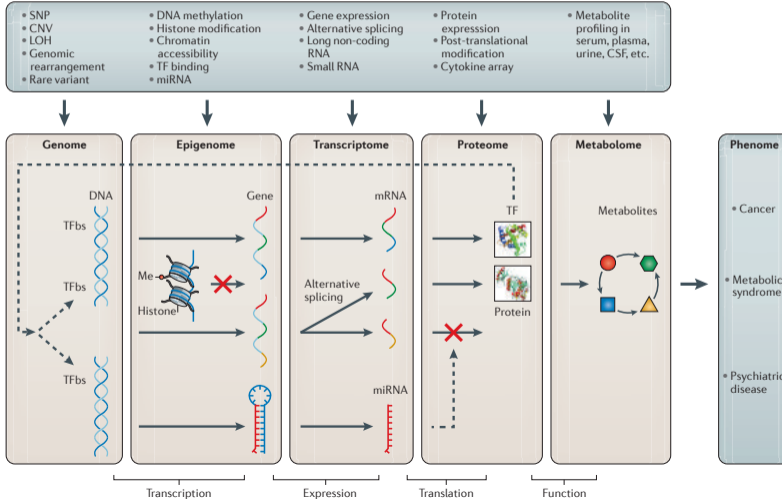 • SNP
• CNV
• LOH
• Genomic
rearrangement
• Rare variant
• DNA methylation
• Histone modification
• Chromatin
accessibility
• TF binding
• miRNA
• Gene expression
• Alternative splicing
• Long non-coding
RNA
• Small RNA
• Protein
expresssion
• Post-translational
modification
• Cytokine array
• Metabolite
profiling in
serum, plasma,
urine, CSF, etc.
Genome
Epigenome
Transcriptome
Proteome
Metabolome
Phenome
DNA
Gene
mRNA
TF
Metabolites
• Cancer
TFbs
TFbs
Me
Histone
Alternative
splicing
Protein
• Metabolic
syndrome
TFbs
miRNA
• Psychiatric
disease
Transcription
Expression
Translation
Function